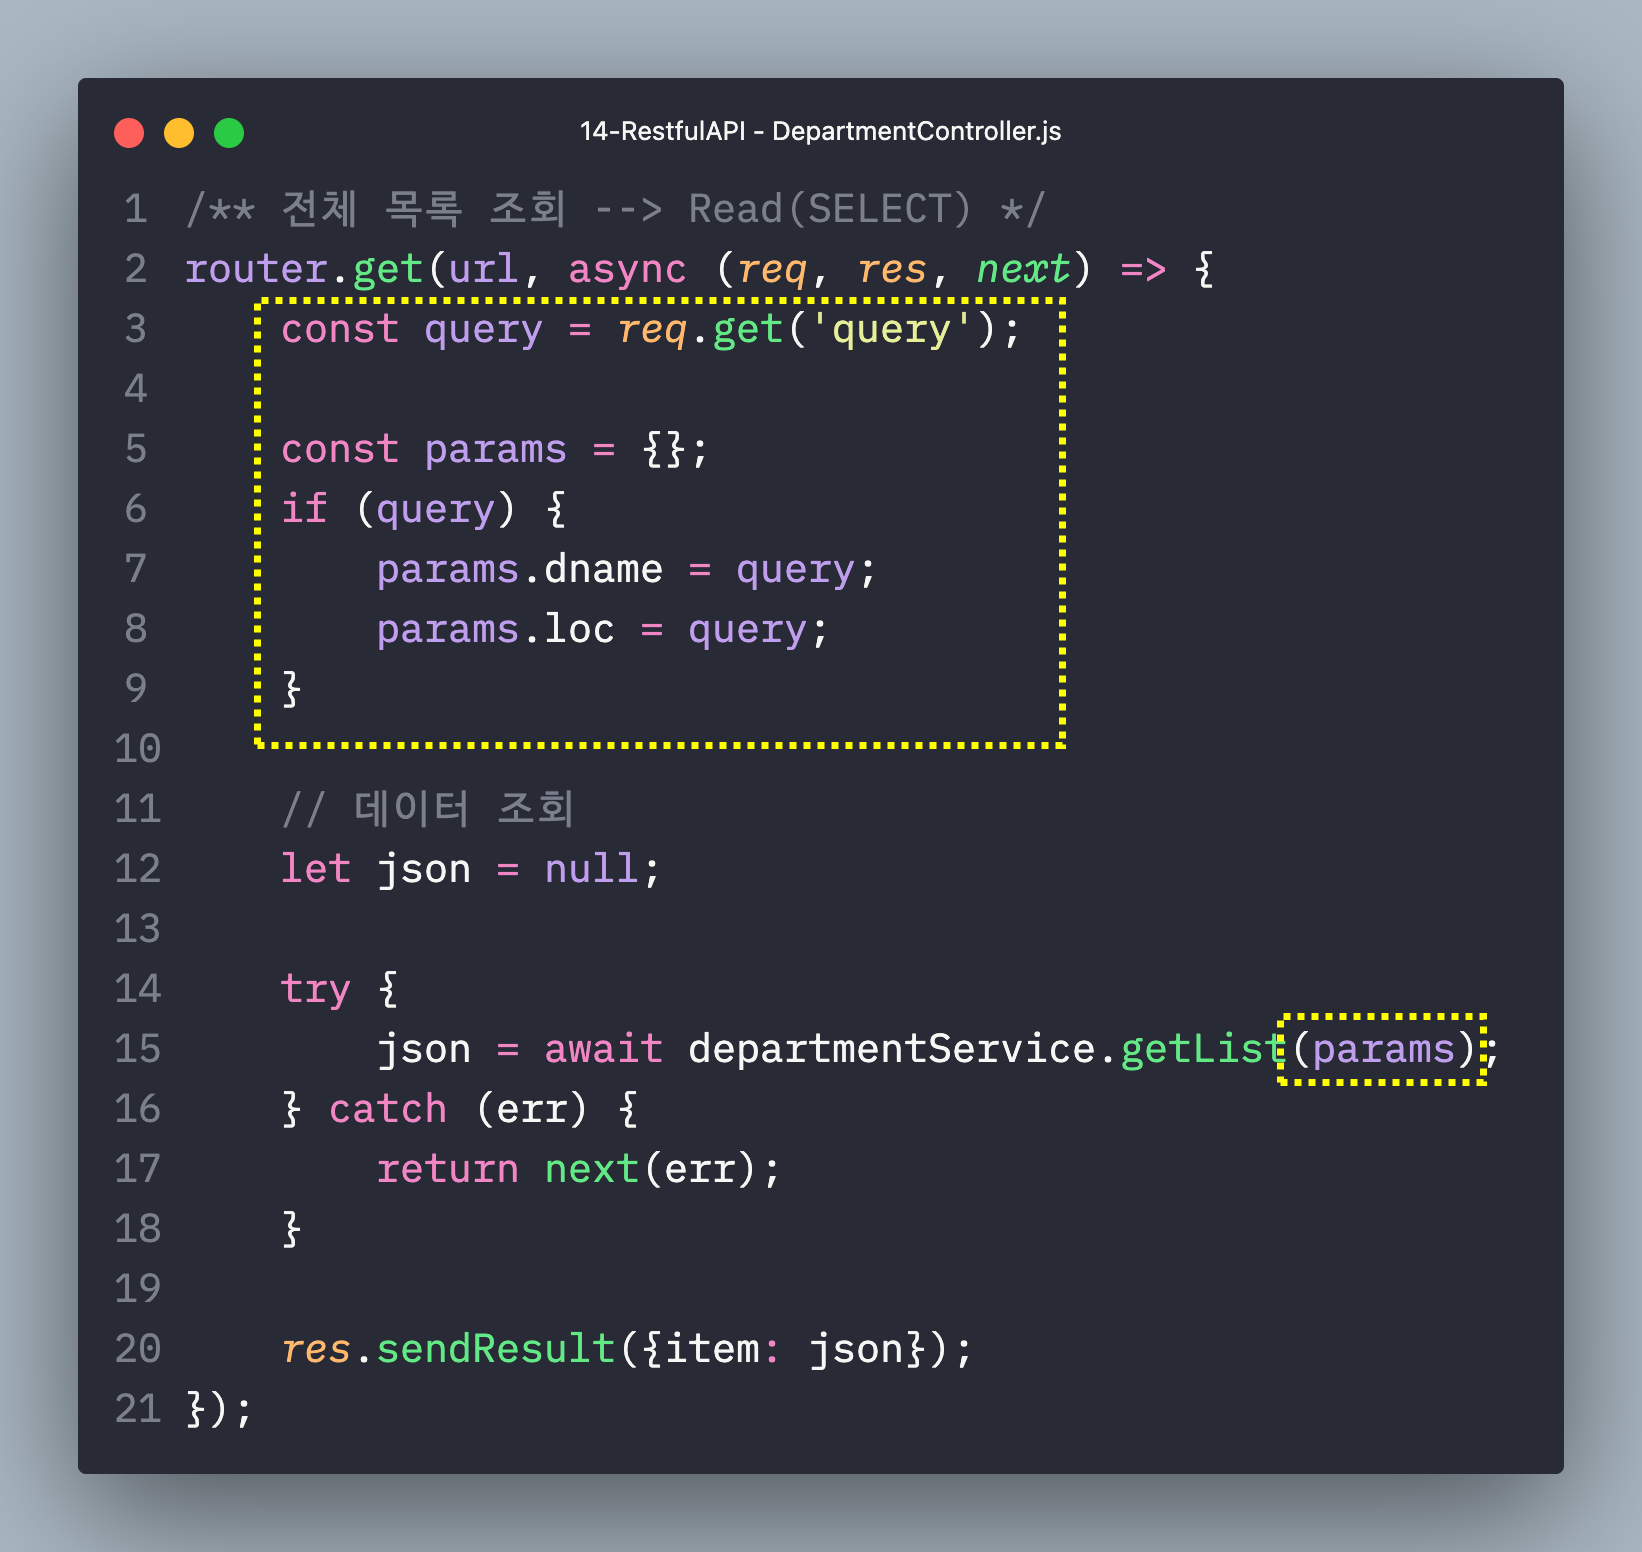 14-RestfulAPI - DepartmentController.js
1 /** 전체 목록 조회 --> Read(SELECT) */
2 router.get(url, async (req, res, next) => {
3     const query = req.get('query');
4
5     const params = {};
6     if (query) {
7         params.dname = query;
8         params.loc = query;
9     }
10
11     // 데이터 조회
12     let json = null;
13
14     try {
15         json = await departmentService.getList(params);
16     } catch (err) {
17         return next(err);
18     }
19
20     res.sendResult({item: json});
21 });